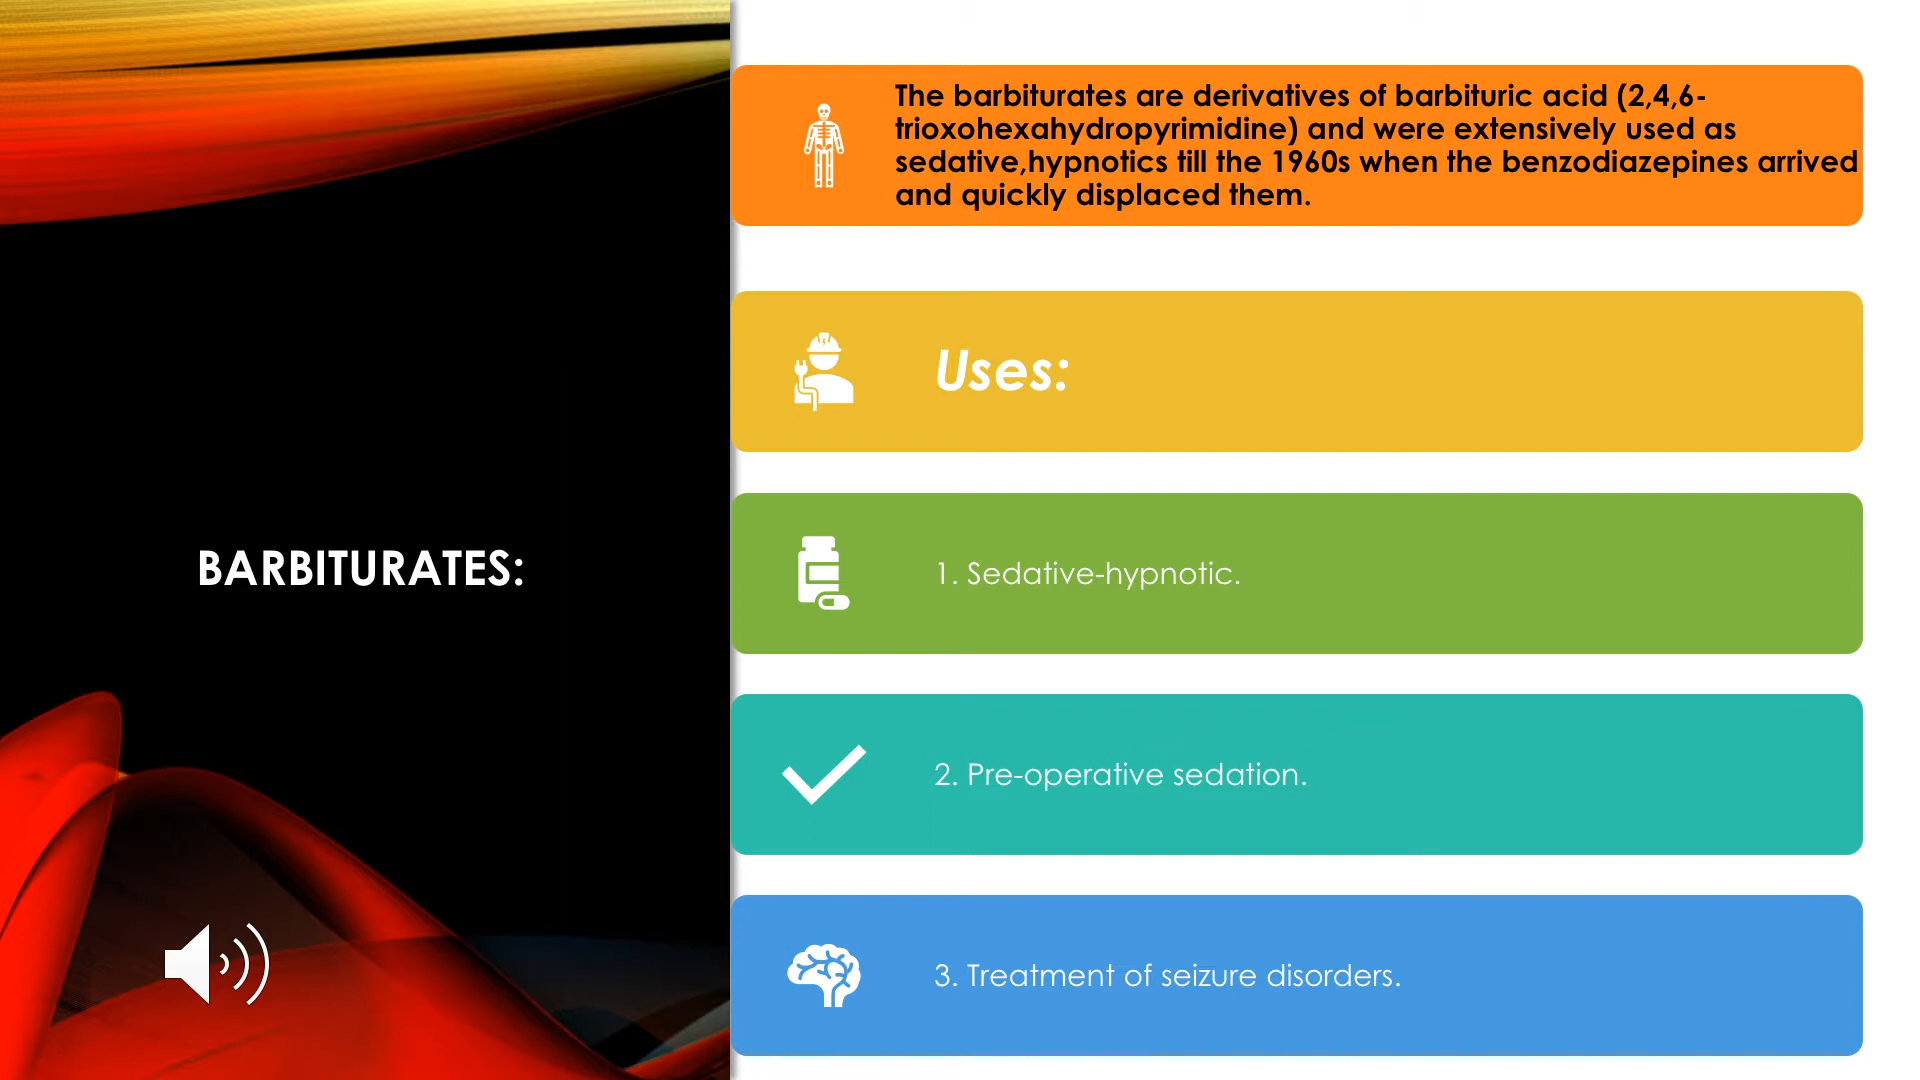 BARBITURATES:
The barbiturates are derivatives of barbituric acid (2,4,6-
trioxohexahydropyrimidine) and were extensively used as
sedative,hypnotics till the 1960s when the benzodiazepines arrived
and quickly displaced them.
Uses:
1. Sedative-hypnotic.
2. Pre-operative sedation.
3. Treatment of seizure disorders.